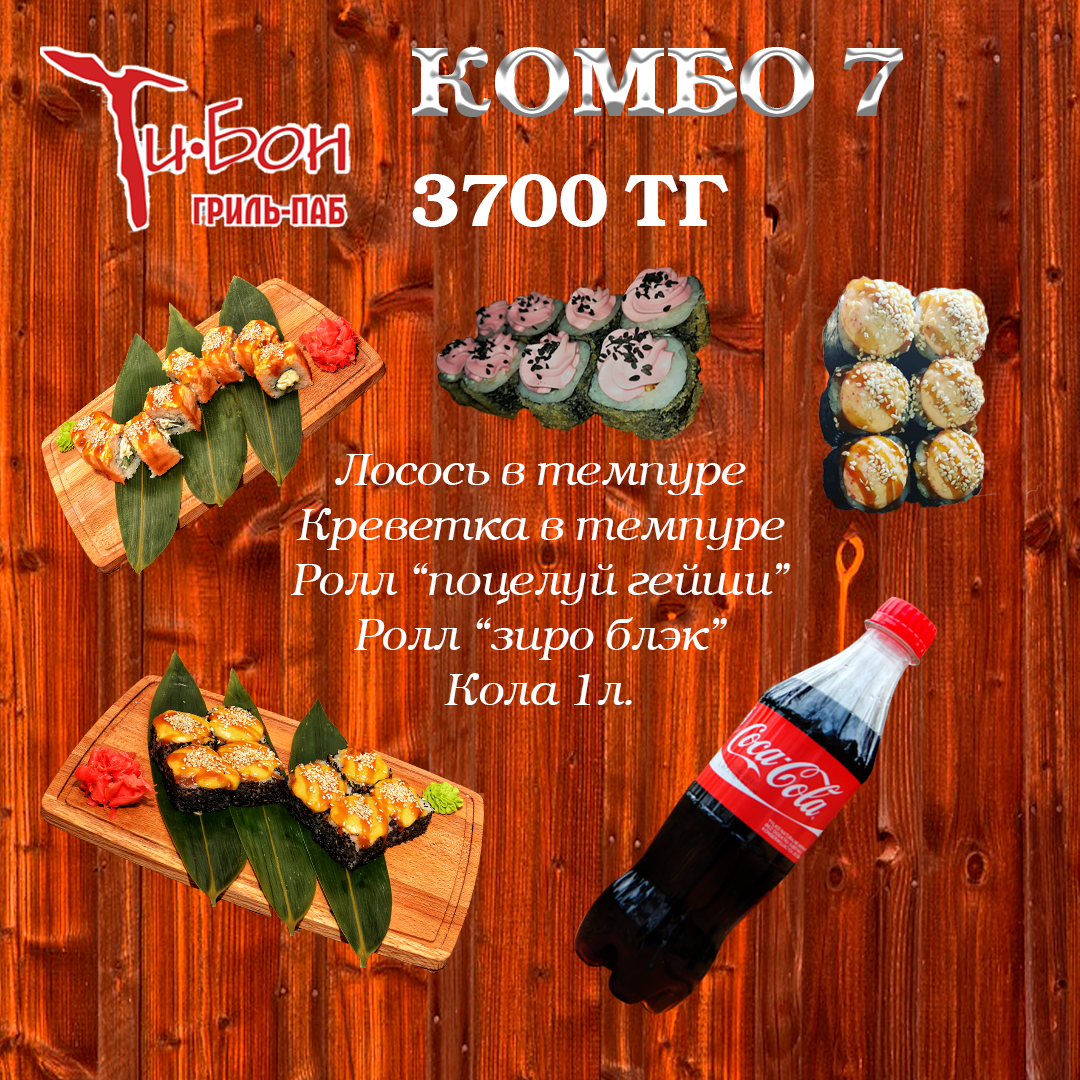 Ти•Бон
ГРИЛЬ-ПАБ
КОМБО 7
3700 ТГ
Лосось в темпуре
Креветка в темпуре
Ролл “поцелуй гейши”
Ролл “зиро блэк”
Кола 1л.
Coca-Cola